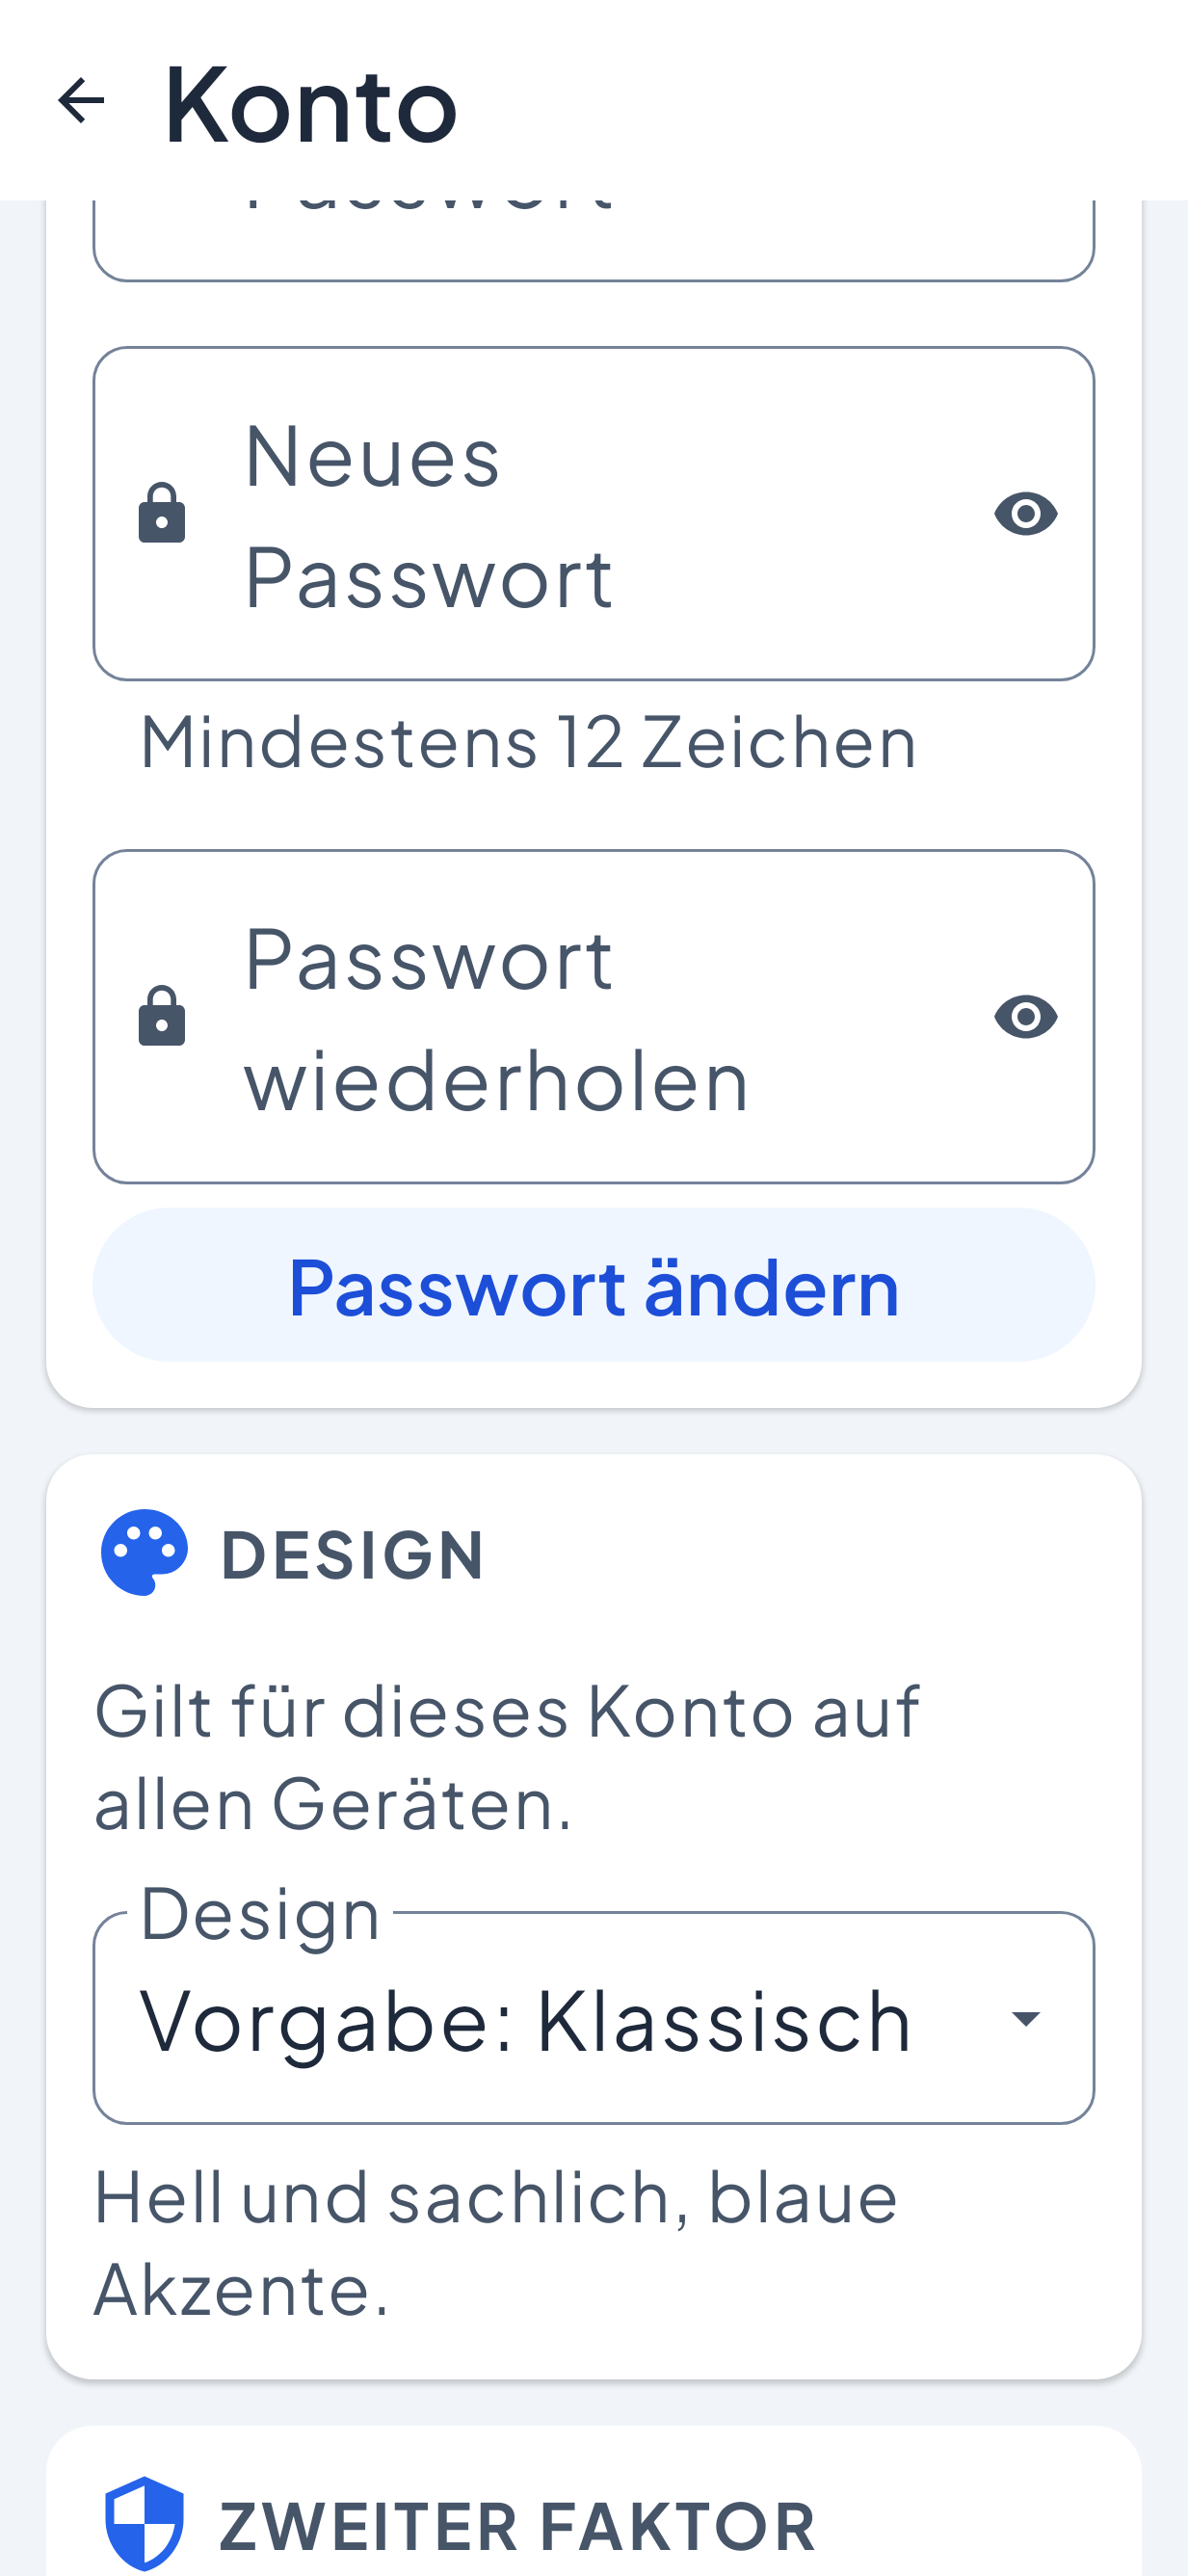 Konto
Passwort
Neues
Passwort
Mindestens 12 Zeichen
Passwort
wiederholen
Passwort ändern
DESIGN
Gilt für dieses Konto auf
allen Geräten.
Design
Vorgabe: Klassisch
Hell und sachlich, blaue
Akzente.
ZWEITER FAKTOR